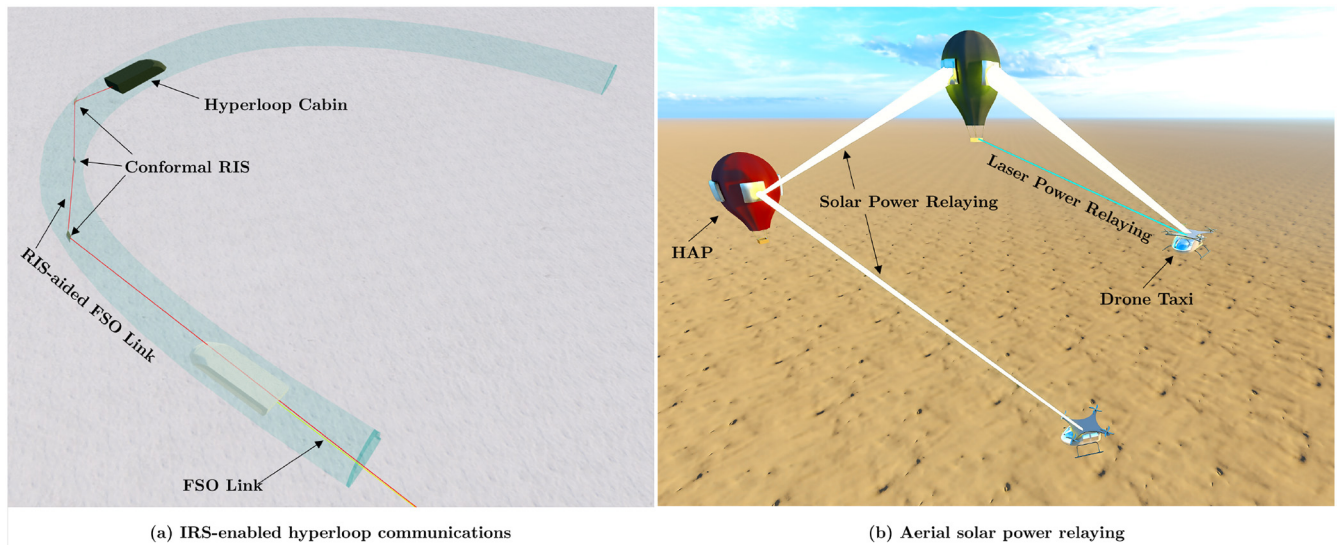 Hyperloop Cabin
Conformal RIS
RIS-aided FSO Link
FSO Link
(a) IRS-enabled hyperloop communications
Laser Power Relaying
Solar Power Relaying
HAP
Drone Taxi
(b) Aerial solar power relaying